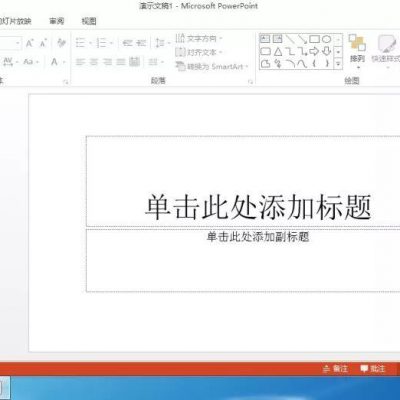 演示文稿1 - Microsoft PowerPoint
幻灯片放映 审阅 视图
文字方向
对齐文本
转换为 SmartArt
Aa A
排列 快速样式
段落 绘图
单击此处添加标题
单击此处添加副标题
备注 批注